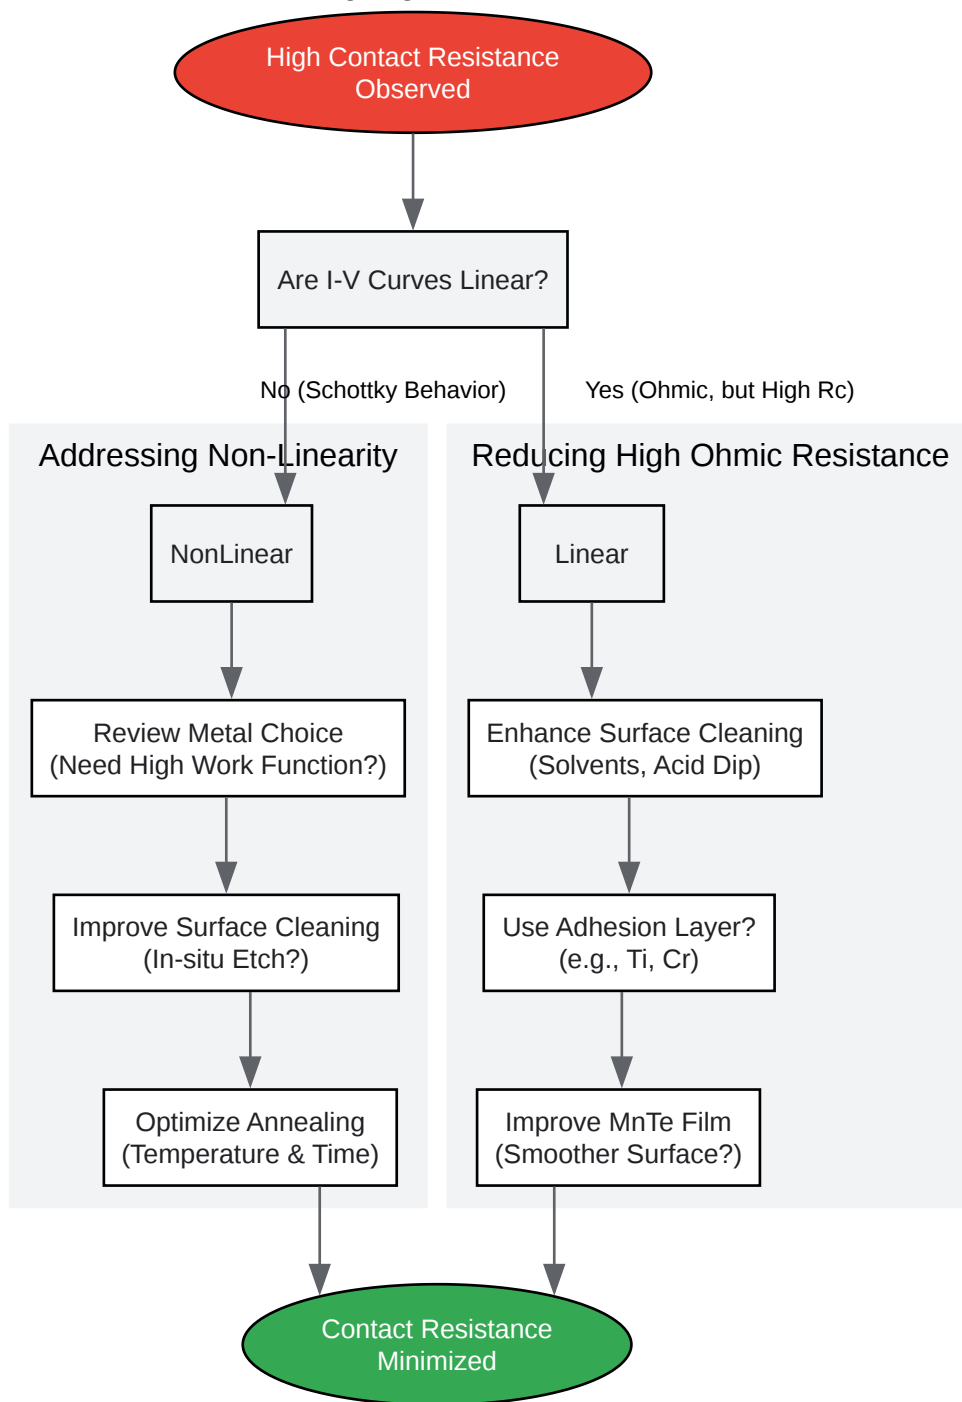 High Contact Resistance
Observed
Are I-V Curves Linear?
No (Schottky Behavior)
Yes (Ohmic, but High Rc)
Addressing Non-Linearity
NonLinear
Review Metal Choice
(Need High Work Function?)
Improve Surface Cleaning
(In-situ Etch?)
Optimize Annealing
(Temperature & Time)
Reducing High Ohmic Resistance
Linear
Enhance Surface Cleaning
(Solvents, Acid Dip)
Use Adhesion Layer?
(e.g., Ti, Cr)
Improve MnTe Film
(Smoother Surface?)
Contact Resistance
Minimized